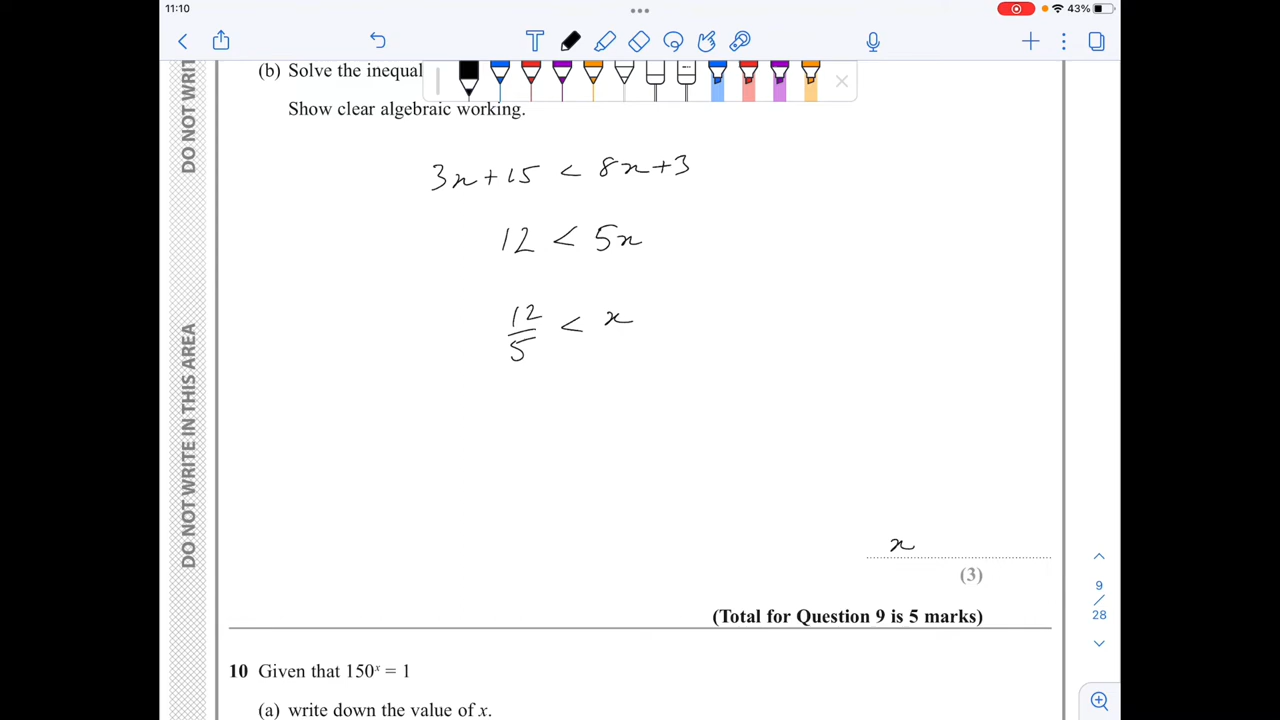 11:10
43%
DO NOT WRIT
(b) Solve the inequal
Show clear algebraic working.
3x + 15 < 8x + 3
12 < 5x
12/5 < x
DO NOT WRITE IN THIS AREA
x
(3)
9
/
28
(Total for Question 9 is 5 marks)
10 Given that 150ˣ = 1
(a) write down the value of x.